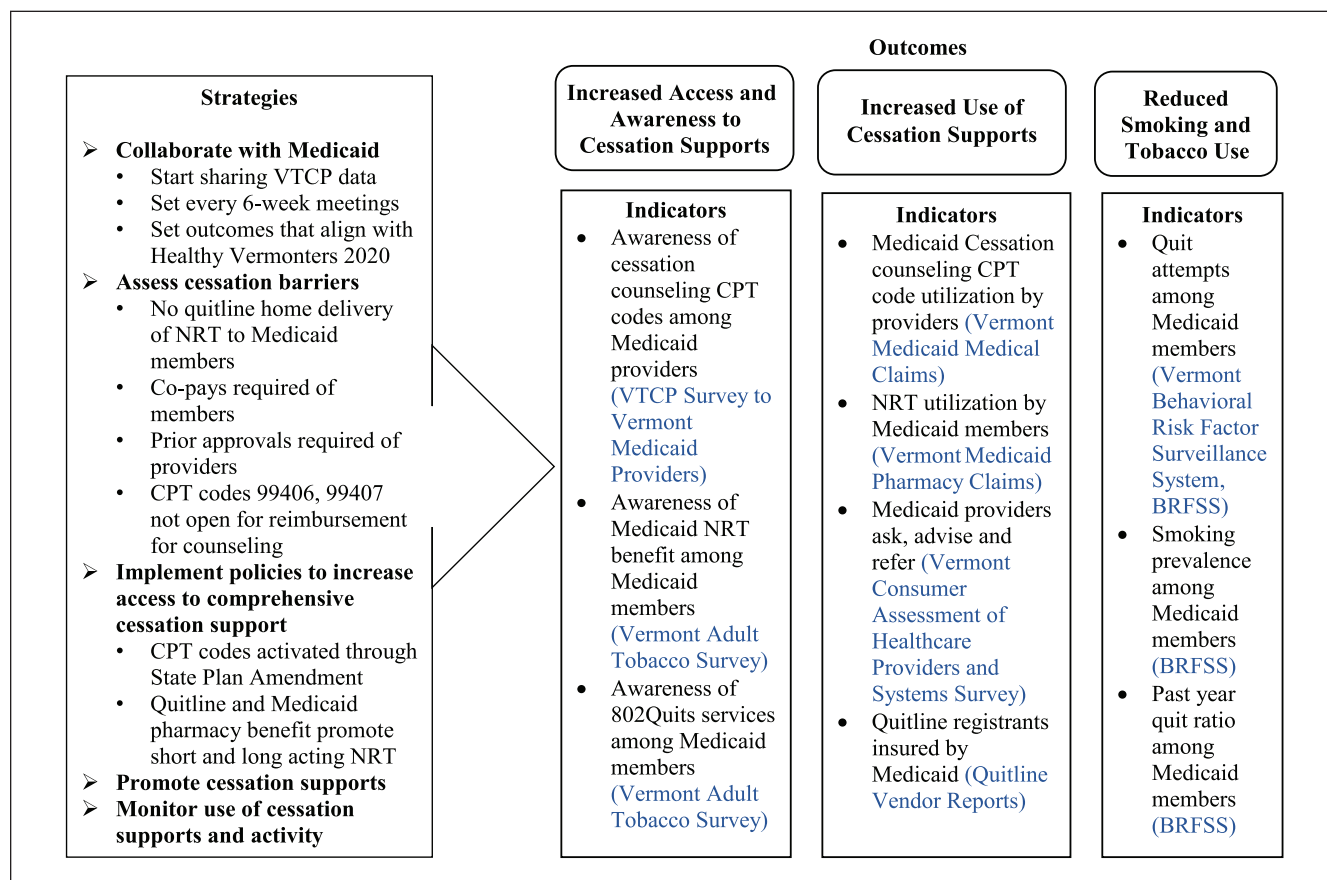 Outcomes
Strategies
➢ Collaborate with Medicaid
• Start sharing VTCP data
• Set every 6-week meetings
• Set outcomes that align with
Healthy Vermonters 2020
➢ Assess cessation barriers
• No quitline home delivery
of NRT to Medicaid
members
• Co-pays required of
members
• Prior approvals required of
providers
• CPT codes 99406, 99407
not open for reimbursement
for counseling
➢ Implement policies to increase
access to comprehensive
cessation support
• CPT codes activated through
State Plan Amendment
• Quitline and Medicaid
pharmacy benefit promote
short and long acting NRT
➢ Promote cessation supports
➢ Monitor use of cessation
supports and activity
Increased Access and
Awareness to
Cessation Supports
Indicators
• Awareness of
cessation
counseling CPT
codes among
Medicaid
providers
(VTCP Survey to
Vermont
Medicaid
Providers)
• Awareness of
Medicaid NRT
benefit among
Medicaid
members
(Vermont Adult
Tobacco Survey)
• Awareness of
802Quits services
among Medicaid
members
(Vermont Adult
Tobacco Survey)
Increased Use of
Cessation Supports
Indicators
• Medicaid Cessation
counseling CPT
code utilization by
providers (Vermont
Medicaid Medical
Claims)
• NRT utilization by
Medicaid members
(Vermont Medicaid
Pharmacy Claims)
• Medicaid providers
ask, advise and
refer (Vermont
Consumer
Assessment of
Healthcare
Providers and
Systems Survey)
• Quitline registrants
insured by
Medicaid (Quitline
Vendor Reports)
Reduced
Smoking and
Tobacco Use
Indicators
• Quit
attempts among
Medicaid
members
(Vermont
Behavioral
Risk Factor
Surveillance
System,
BRFSS)
• Smoking
prevalence
among
Medicaid
members
(BRFSS)
• Past year
quit ratio
among
Medicaid
members
(BRFSS)